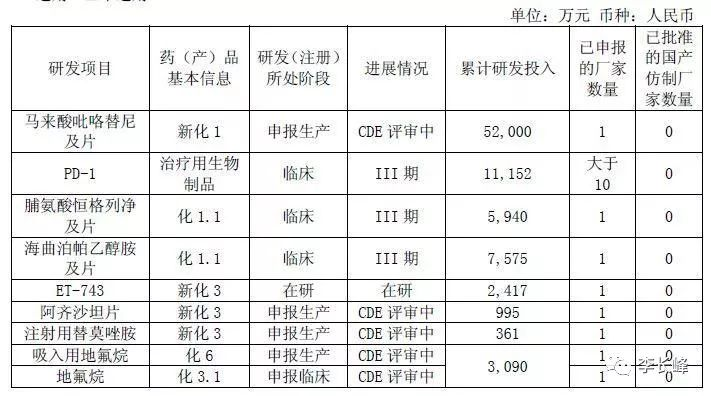 单位：万元 币种：人民币
研发项目 药（产）品基本信息 研发（注册）所处阶段 进展情况 累计研发投入 已申报的厂家数量 已批准的国产仿制厂家数量
马来酸吡咯替尼及片 新化 1 申报生产 CDE 评审中 52,000 1 0
PD-1 治疗用生物制品 临床 III 期 11,152 大于 10 0
脯氨酸恒格列净及片 化 1.1 临床 III 期 5,940 1 0
海曲泊帕乙醇胺及片 化 1.1 临床 III 期 7,575 1 0
ET-743 新化 3 在研 在研 2,417 1 0
阿齐沙坦片 新化 3 申报生产 CDE 评审中 995 1 0
注射用替莫唑胺 新化 3 申报生产 CDE 评审中 361 1 0
吸入用地氟烷 化 6 申报生产 CDE 评审中 3,090 1 0
地氟烷 化 3.1 申报临床 CDE 评审中 1 0
李长峰